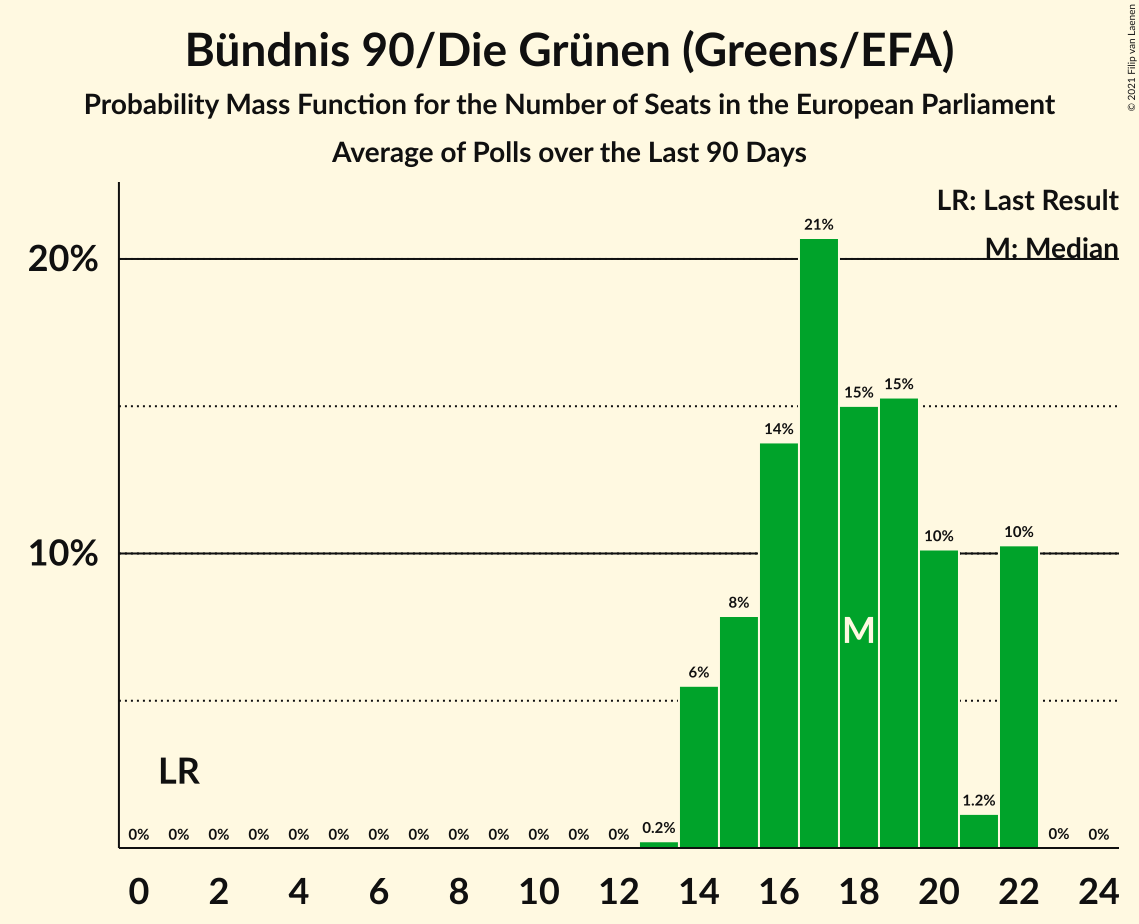 Bündnis 90/Die Grünen (Greens/EFA)
Probability Mass Function for the Number of Seats in the European Parliament
Average of Polls over the Last 90 Days
© 2021 Filip van Laenen
LR: Last Result
M: Median
20%
10%
21%
15%
15%
14%
10%
10%
8%
M
6%
LR
1.2%
0% 0% 0% 0% 0% 0% 0% 0% 0% 0% 0% 0% 0% 0.2% 0% 0%
0 2 4 6 8 10 12 14 16 18 20 22 24